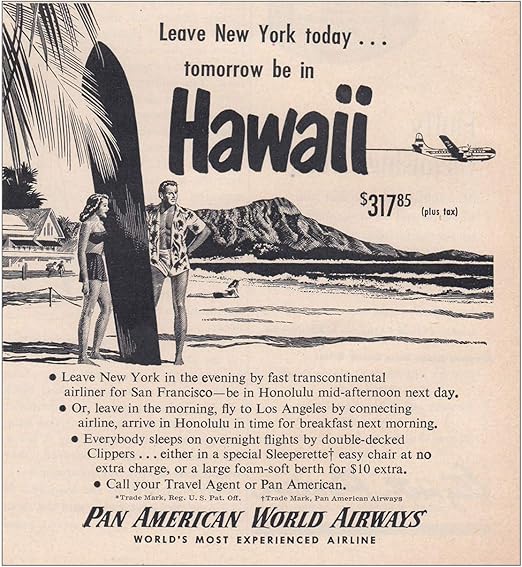 Leave New York today ...
tomorrow be in
Hawaii
$317.85
(plus tax)
• Leave New York in the evening by fast transcontinental
airliner for San Francisco—be in Honolulu mid-afternoon next day.
• Or, leave in the morning, fly to Los Angeles by connecting
airline, arrive in Honolulu in time for breakfast next morning.
• Everybody sleeps on overnight flights by double-decked
Clippers ... either in a special Sleeperette† easy chair at no
extra charge, or a large foam-soft berth for $10 extra.
• Call your Travel Agent or Pan American.
*Trade Mark, Reg. U. S. Pat. Off. †Trade Mark, Pan American Airways
PAN AMERICAN WORLD AIRWAYS
WORLD'S MOST EXPERIENCED AIRLINE